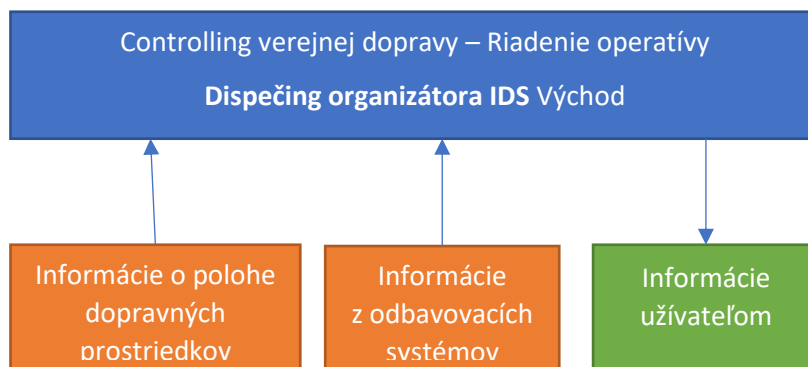 Controlling verejnej dopravy – Riadenie operatívy
Dispečing organizátora IDS Východ
Informácie o polohe
dopravných
prostriedkov
Informácie
z odbavovacích
systémov
Informácie
užívateľom